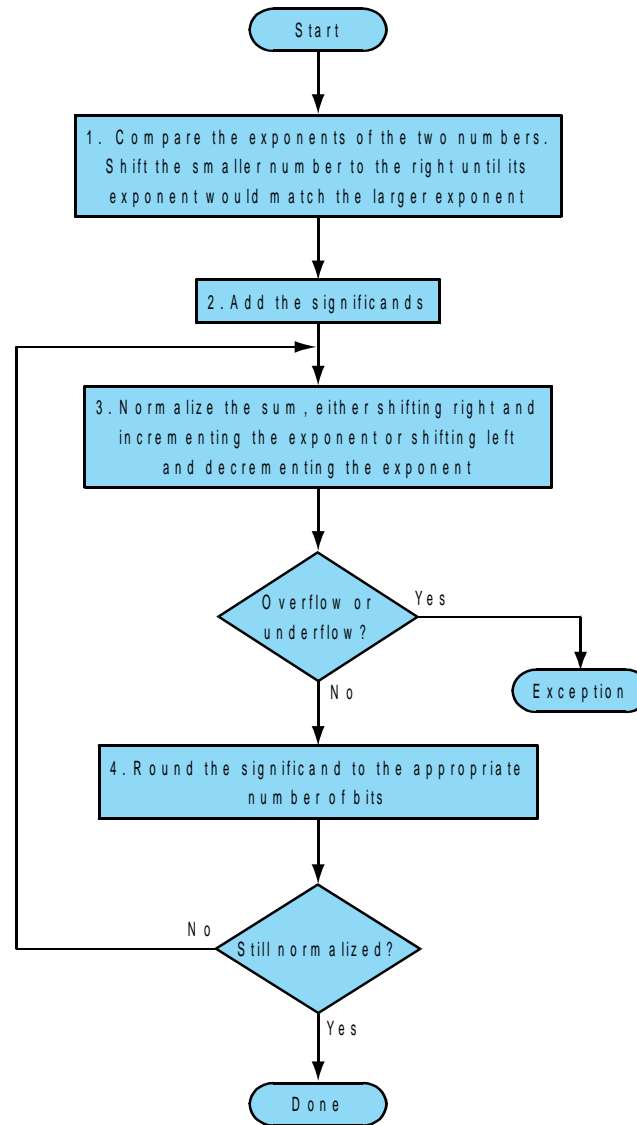 Start
1. Compare the exponents of the two numbers.
Shift the smaller number to the right until its
exponent would match the larger exponent
2. Add the significands
3. Normalize the sum, either shifting right and
incrementing the exponent or shifting left
and decrementing the exponent
Overflow or
underflow?
Yes
No
Exception
4. Round the significand to the appropriate
number of bits
No
Still normalized?
Yes
Done